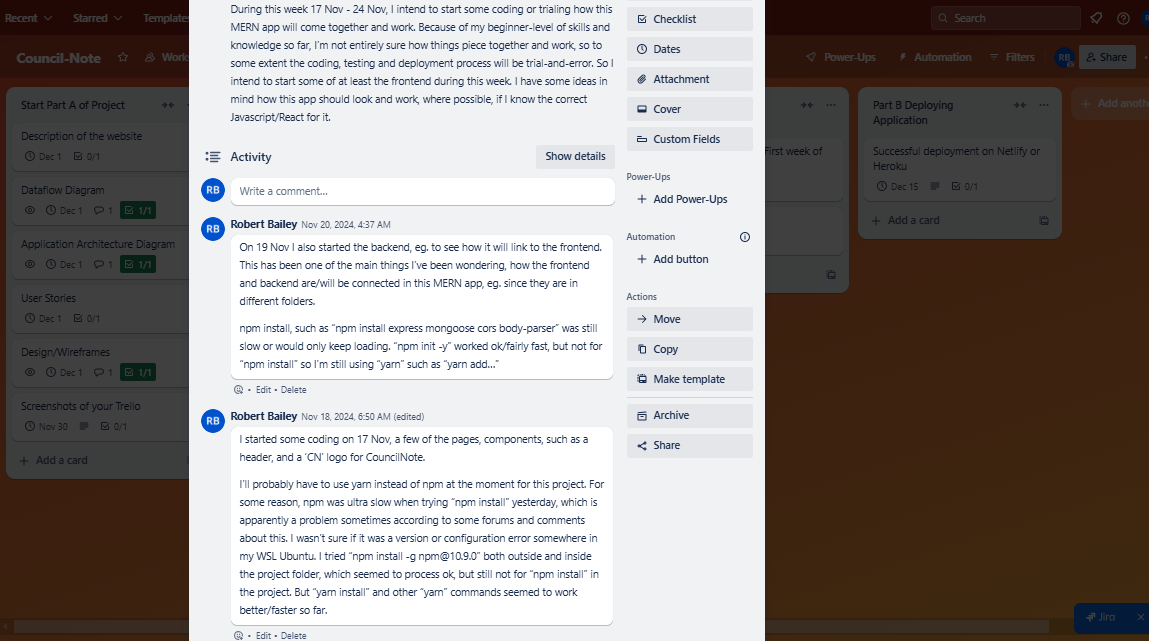 Recent
Starred
Templates
Search
Council-Note
Power-Ups
Automation
Filters
RB
Share
Start Part A of Project
Description of the website
Dec 1
0/1
Dataflow Diagram
Dec 1
1
1/1
Application Architecture Diagram
Dec 1
1
1/1
User Stories
Dec 1
0/1
Design/Wireframes
Dec 1
1
1/1
Screenshots of your Trello
Nov 30
0/1
+ Add a card
During this week 17 Nov - 24 Nov, I intend to start some coding or trialing how this
MERN app will come together and work. Because of my beginner-level of skills and
knowledge so far, I'm not entirely sure how things piece together and work, so to
some extent the coding, testing and deployment process will be trial-and-error. So I
intend to start some of at least the frontend during this week. I have some ideas in
mind how this app should look and work, where possible, if I know the correct
Javascript/React for it.
Activity
Show details
RB
Write a comment...
RB
Robert Bailey Nov 20, 2024, 4:37 AM
On 19 Nov I also started the backend, eg. to see how it will link to the frontend.
This has been one of the main things I've been wondering, how the frontend
and backend are/will be connected in this MERN app, eg. since they are in
different folders.
npm install, such as “npm install express mongoose cors body-parser” was still
slow or would only keep loading. “npm init -y” worked ok/fairly fast, but not for
“npm install” so I'm still using “yarn” such as “yarn add...”
• Edit • Delete
RB
Robert Bailey Nov 18, 2024, 6:50 AM (edited)
I started some coding on 17 Nov, a few of the pages, components, such as a
header, and a ‘CN’ logo for CouncilNote.
I'll probably have to use yarn instead of npm at the moment for this project. For
some reason, npm was ultra slow when trying “npm install” yesterday, which is
apparently a problem sometimes according to some forums and comments
about this. I wasn't sure if it was a version or configuration error somewhere in
my WSL Ubuntu. I tried “npm install -g npm@10.9.0” both outside and inside
the project folder, which seemed to process ok, but still not for “npm install” in
the project. But “yarn install” and other “yarn” commands seemed to work
better/faster so far.
• Edit • Delete
Checklist
Dates
Attachment
Cover
Custom Fields
Power-Ups
+ Add Power-Ups
Automation
+ Add button
Actions
Move
Copy
Make template
Archive
Share
First week of
Part B Deploying
Application
Successful deployment on Netlify or
Heroku
Dec 15
0/1
+ Add a card
+ Add
Jira